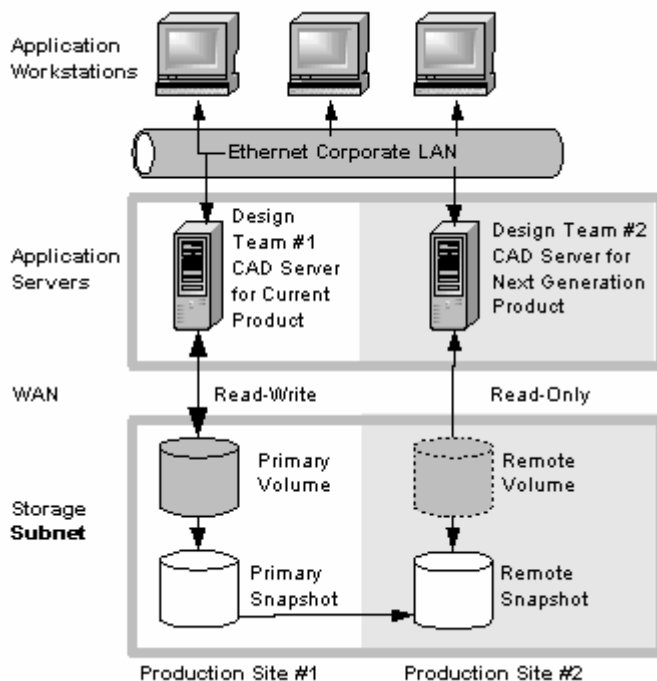 Application
Workstations
Ethernet Corporate LAN
Application
Servers
Design
Team #1
CAD Server
for Current
Product
Design
Team #2
CAD Server for
Next Generation
Product
WAN
Read-Write
Read-Only
Storage
Subnet
Primary
Volume
Remote
Volume
Primary
Snapshot
Remote
Snapshot
Production Site #1
Production Site #2